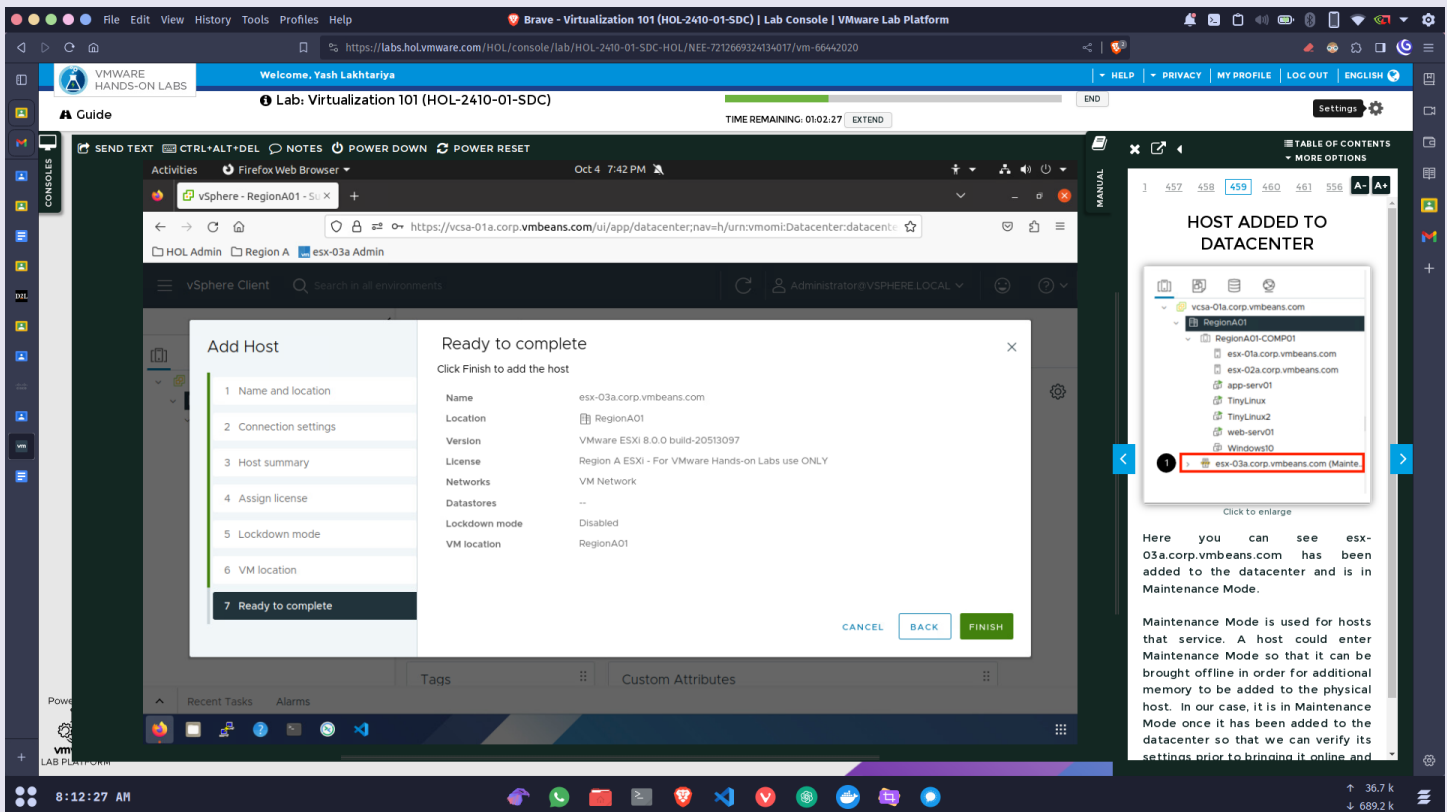 File Edit View History Tools Profiles Help
Brave - Virtualization 101 (HOL-2410-01-SDC) | Lab Console | VMware Lab Platform
https://labs.hol.vmware.com/HOL/console/lab/HOL-2410-01-SDC-HOL/NEE-7212669324134017/vm-66442020
VMWARE
HANDS-ON LABS
Welcome, Yash Lakhtariya
HELP
PRIVACY
MY PROFILE
LOG OUT
ENGLISH
Guide
Lab: Virtualization 101 (HOL-2410-01-SDC)
TIME REMAINING: 01:02:27
EXTEND
END
Settings
CONSOLES
SEND TEXT
CTRL+ALT+DEL
NOTES
POWER DOWN
POWER RESET
Activities
Firefox Web Browser
Oct 4 7:42 PM
vSphere - RegionA01 - Su
https://vcsa-01a.corp.vmbeans.com/ui/app/datacenter;nav=h/urn:vmomi:Datacenter:datacente
HOL Admin
Region A
esx-03a Admin
vSphere Client
Search in all environments
Administrator@VSPHERE.LOCAL
Add Host
1 Name and location
2 Connection settings
3 Host summary
4 Assign license
5 Lockdown mode
6 VM location
7 Ready to complete
Ready to complete
Click Finish to add the host
Name esx-03a.corp.vmbeans.com
Location RegionA01
Version VMware ESXi 8.0.0 build-20513097
License Region A ESXi - For VMware Hands-on Labs use ONLY
Networks VM Network
Datastores --
Lockdown mode Disabled
VM location RegionA01
CANCEL
BACK
FINISH
Tags
Custom Attributes
Recent Tasks
Alarms
Powe
vm
LAB PLATFORM
MANUAL
TABLE OF CONTENTS
MORE OPTIONS
1 457 458 459 460 461 556 A- A+
HOST ADDED TO
DATACENTER
vcsa-01a.corp.vmbeans.com
RegionA01
RegionA01-COMP01
esx-01a.corp.vmbeans.com
esx-02a.corp.vmbeans.com
app-serv01
TinyLinux
TinyLinux2
web-serv01
Windows10
1
esx-03a.corp.vmbeans.com (Mainte..
Click to enlarge
Here you can see esx-
03a.corp.vmbeans.com has been
added to the datacenter and is in
Maintenance Mode.
Maintenance Mode is used for hosts
that service. A host could enter
Maintenance Mode so that it can be
brought offline in order for additional
memory to be added to the physical
host. In our case, it is in Maintenance
Mode once it has been added to the
datacenter so that we can verify its
settings prior to bringing it online and
DZL
vm
8:12:27 AM
↑ 36.7 k
↓ 689.2 k